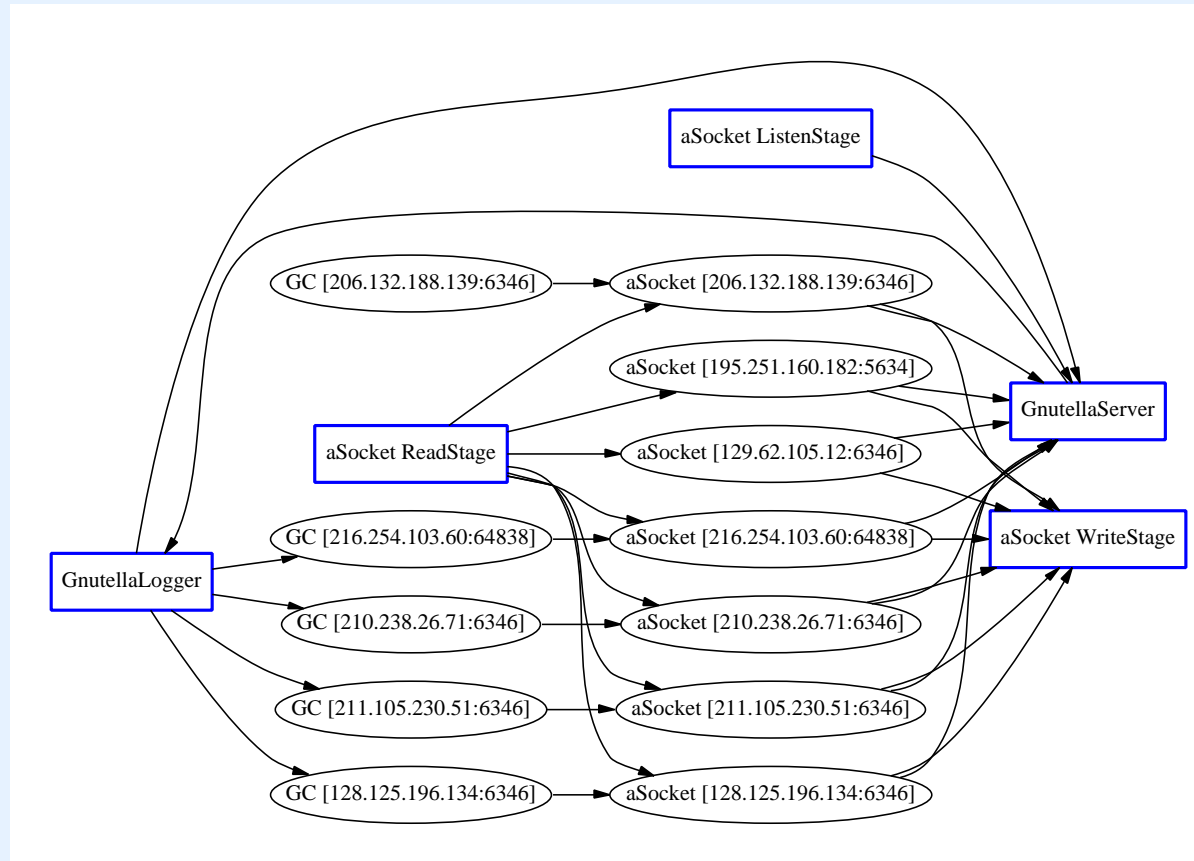 aSocket ListenStage
GC [206.132.188.139:6346]
aSocket [206.132.188.139:6346]
aSocket [195.251.160.182:5634]
GnutellaServer
aSocket ReadStage
aSocket [129.62.105.12:6346]
GC [216.254.103.60:64838]
aSocket [216.254.103.60:64838]
aSocket WriteStage
GnutellaLogger
GC [210.238.26.71:6346]
aSocket [210.238.26.71:6346]
GC [211.105.230.51:6346]
aSocket [211.105.230.51:6346]
GC [128.125.196.134:6346]
aSocket [128.125.196.134:6346]